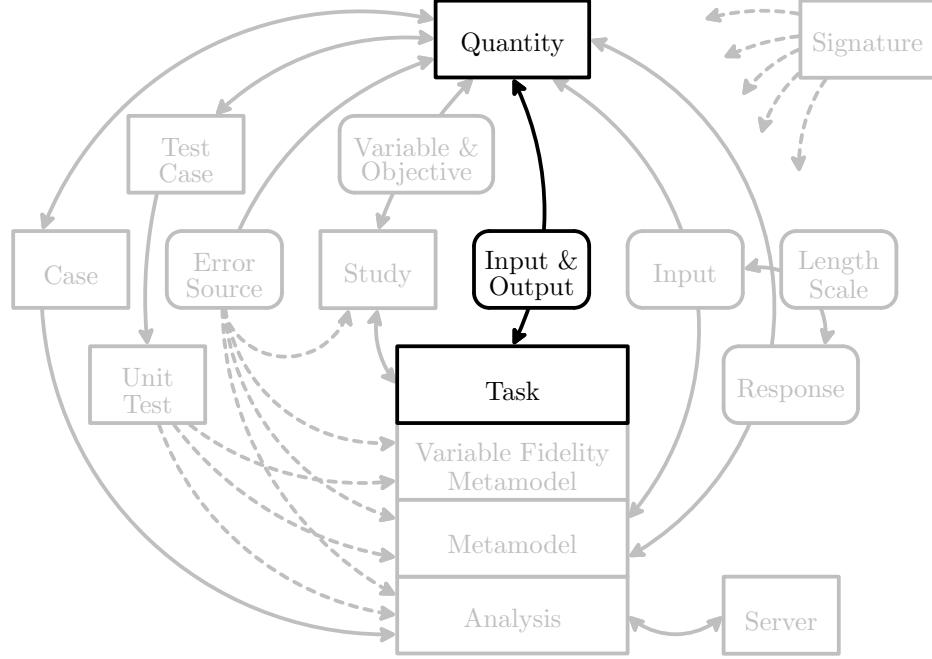 Quantity
Signature
Test
Case
Variable &
Objective
Case
Error
Source
Study
Input &
Output
Input
Length
Scale
Unit
Test
Task
Response
Variable Fidelity
Metamodel
Metamodel
Analysis
Server